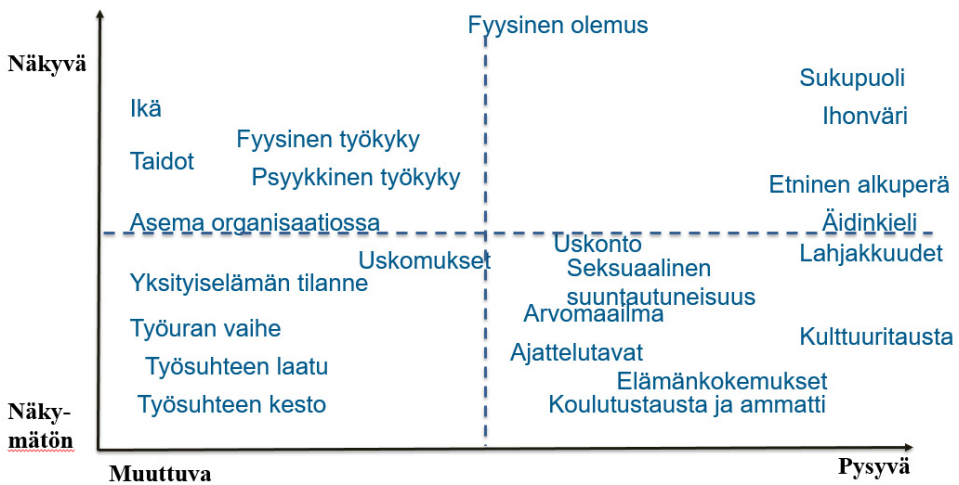 Fyysinen olemus
Näkyvä
Sukupuoli
Ikä
Ihonväri
Fyysinen työkyky
Taidot
Psyykkinen työkyky
Etninen alkuperä
Asema organisaatiossa
Äidinkieli
Uskonto
Lahjakkuudet
Uskomukset
Seksuaalinen
suuntautuneisuus
Yksityiselämän tilanne
Arvomaailma
Työuran vaihe
Kulttuuritausta
Ajattelutavat
Työsuhteen laatu
Elämänkokemukset
Työsuhteen kesto
Koulutustausta ja ammatti
Näky-
mätön
Muuttuva
Pysyvä